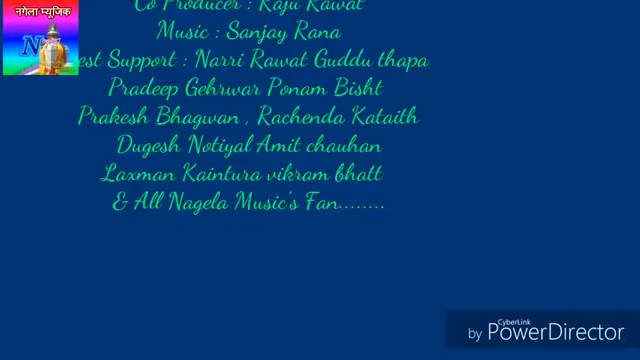 Co Producer : Raju Rawat
नगेला म्यूजिक
Music : Sanjay Rana
est Support : Narri Rawat Guddu thapa
Pradeep Gehrwar Ponam Bisht
Prakesh Bhagwan , Rachenda Kataith
Dugesh Notiyal Amit chauhan
Laxman Kaintura vikram bhatt
& All Nagela Music's Fan........
CyberLink
by PowerDirector